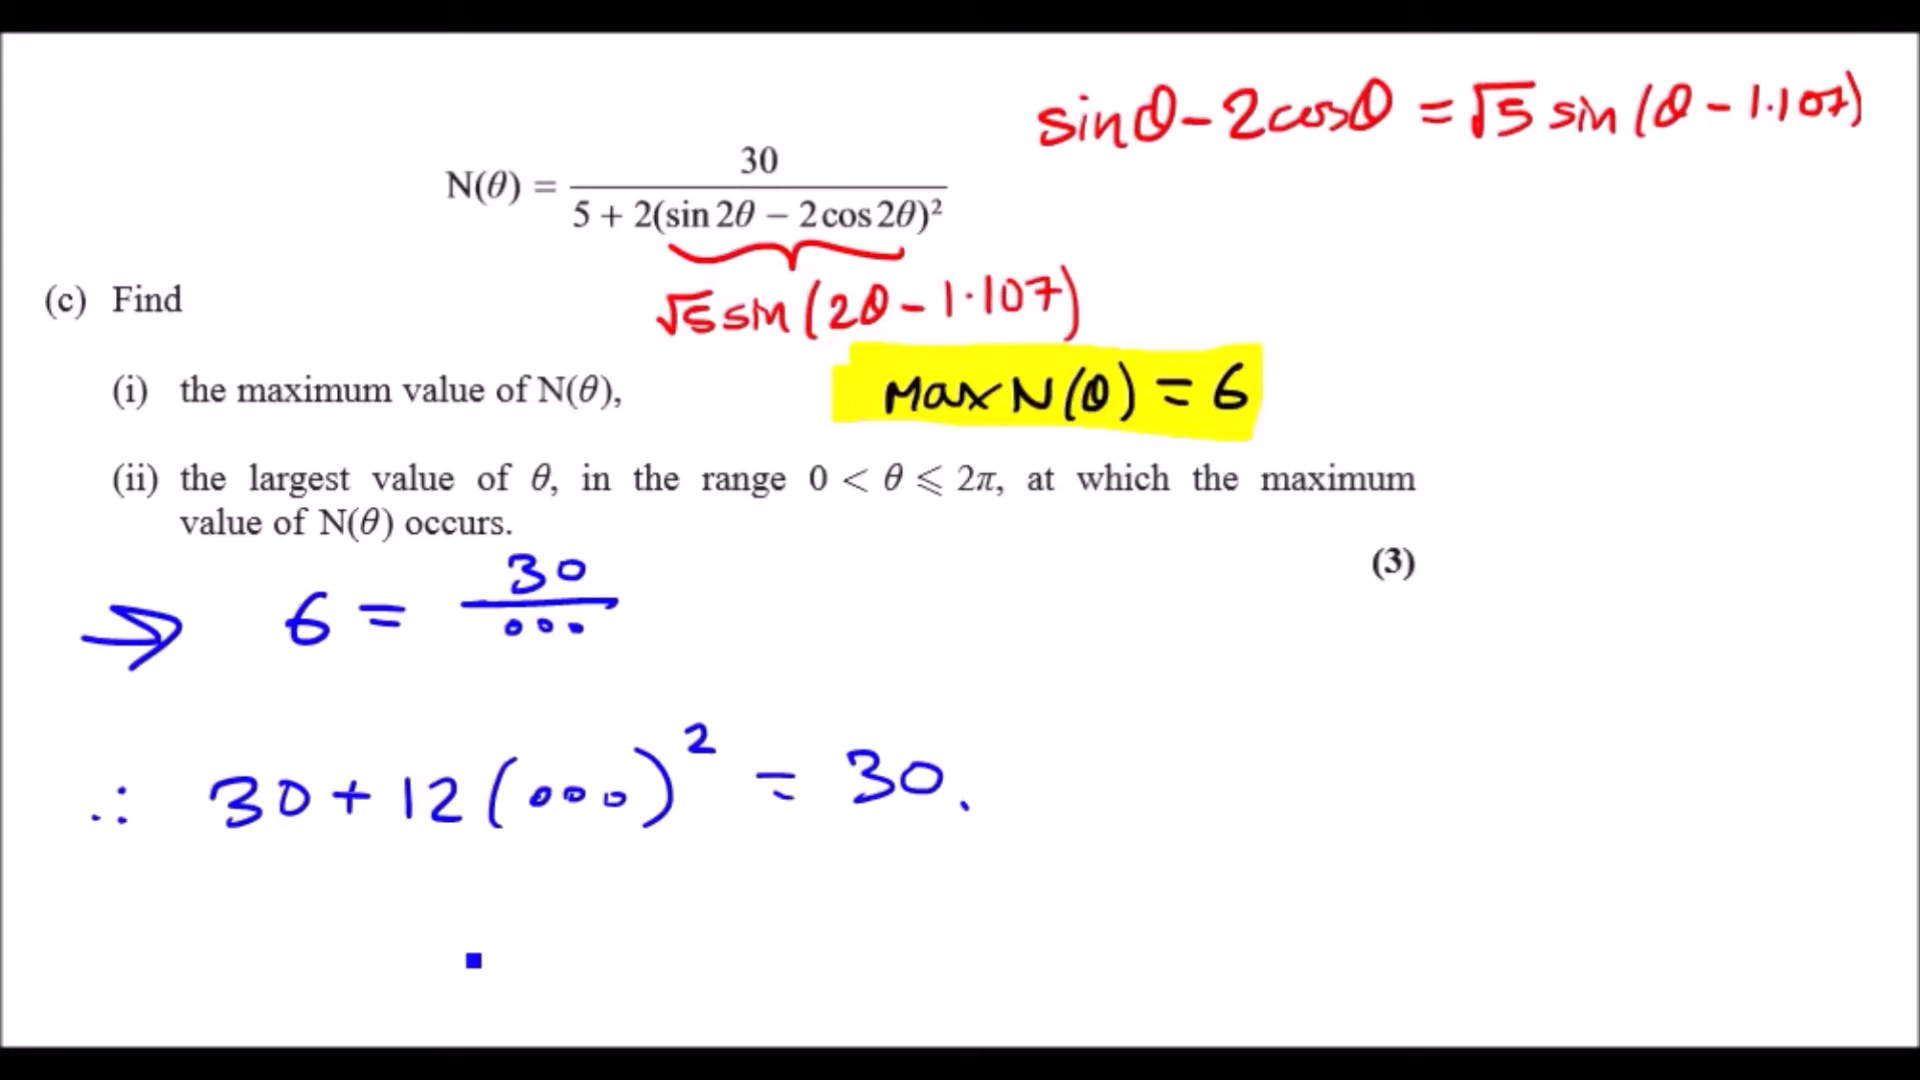 sinθ - 2cosθ = √5 sin(θ - 1.107)
N(θ) = 30 / (5 + 2(sin 2θ − 2 cos 2θ)²)
√5 sin(2θ - 1.107)
(c) Find
(i) the maximum value of N(θ),
Max N(θ) = 6
(ii) the largest value of θ, in the range 0 < θ ⩽ 2π, at which the maximum
value of N(θ) occurs.
(3)
⇒ 6 = 30 / ...
∴ 30 + 12(...)² = 30.